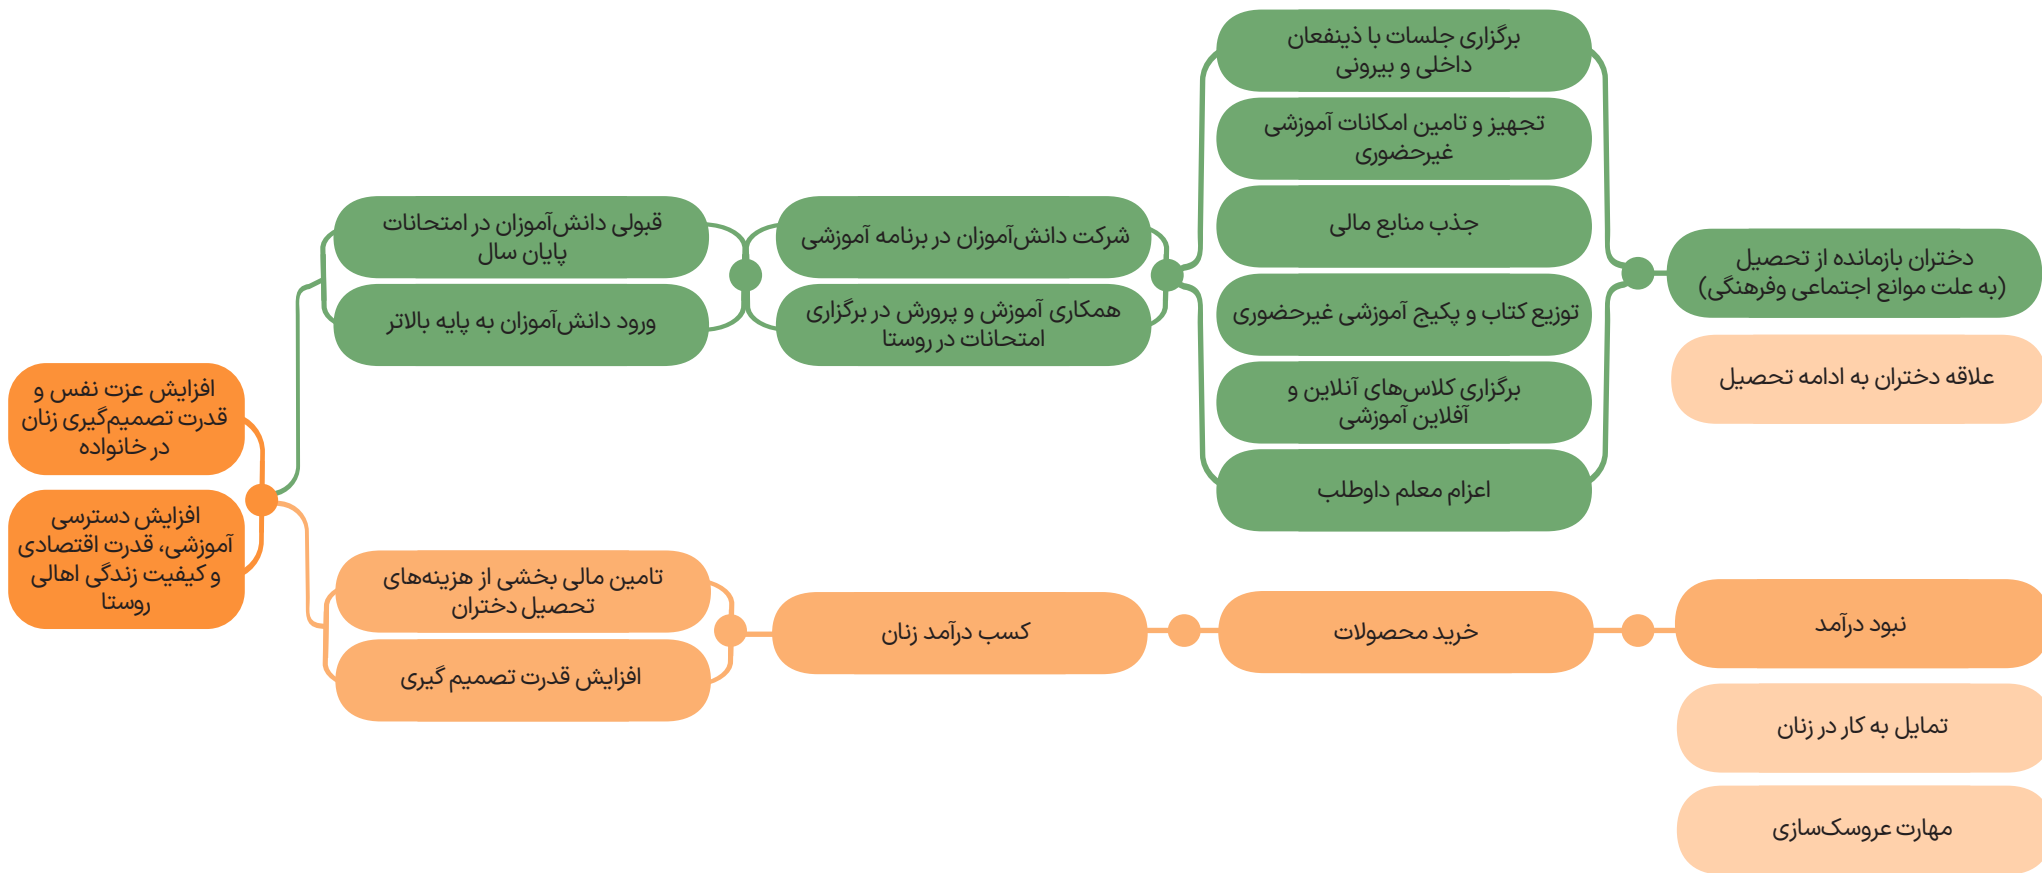 دختران بازمانده از تحصیل
(به علت موانع اجتماعی وفرهنگی)
علاقه دختران به ادامه تحصیل
برگزاری جلسات با ذینفعان
داخلی و بیرونی
تجهیز و تامین امکانات آموزشی
غیرحضوری
جذب منابع مالی
توزیع کتاب و پکیج آموزشی غیرحضوری
برگزاری کلاس‌های آنلاین و
آفلاین آموزشی
اعزام معلم داوطلب
شرکت دانش‌آموزان در برنامه آموزشی
همکاری آموزش و پرورش در برگزاری
امتحانات در روستا
قبولی دانش‌آموزان در امتحانات
پایان سال
ورود دانش‌آموزان به پایه بالاتر
نبود درآمد
تمایل به کار در زنان
مهارت عروسک‌سازی
خرید محصولات
کسب درآمد زنان
تامین مالی بخشی از هزینه‌های
تحصیل دختران
افزایش قدرت تصمیم گیری
افزایش عزت نفس و
قدرت تصمیم‌گیری زنان
در خانواده
افزایش دسترسی
آموزشی، قدرت اقتصادی
و کیفیت زندگی اهالی
روستا